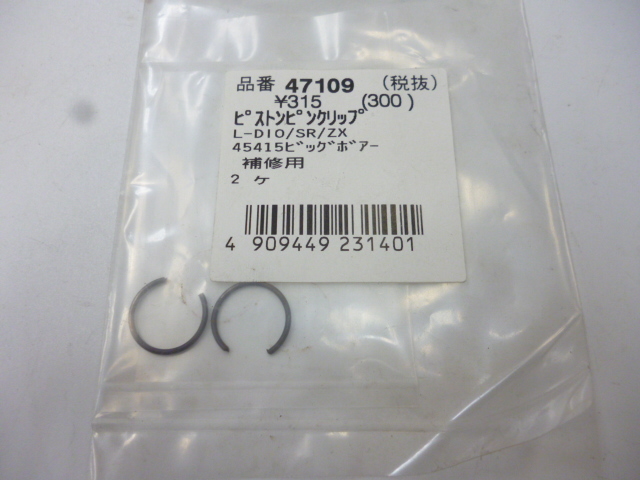 品番 47109 (税抜)
¥315 (300)
ピストンピンクリップ
L-DIO/SR/ZX
45415ビッグボアー
補修用
2 ヶ
4 909449 231401